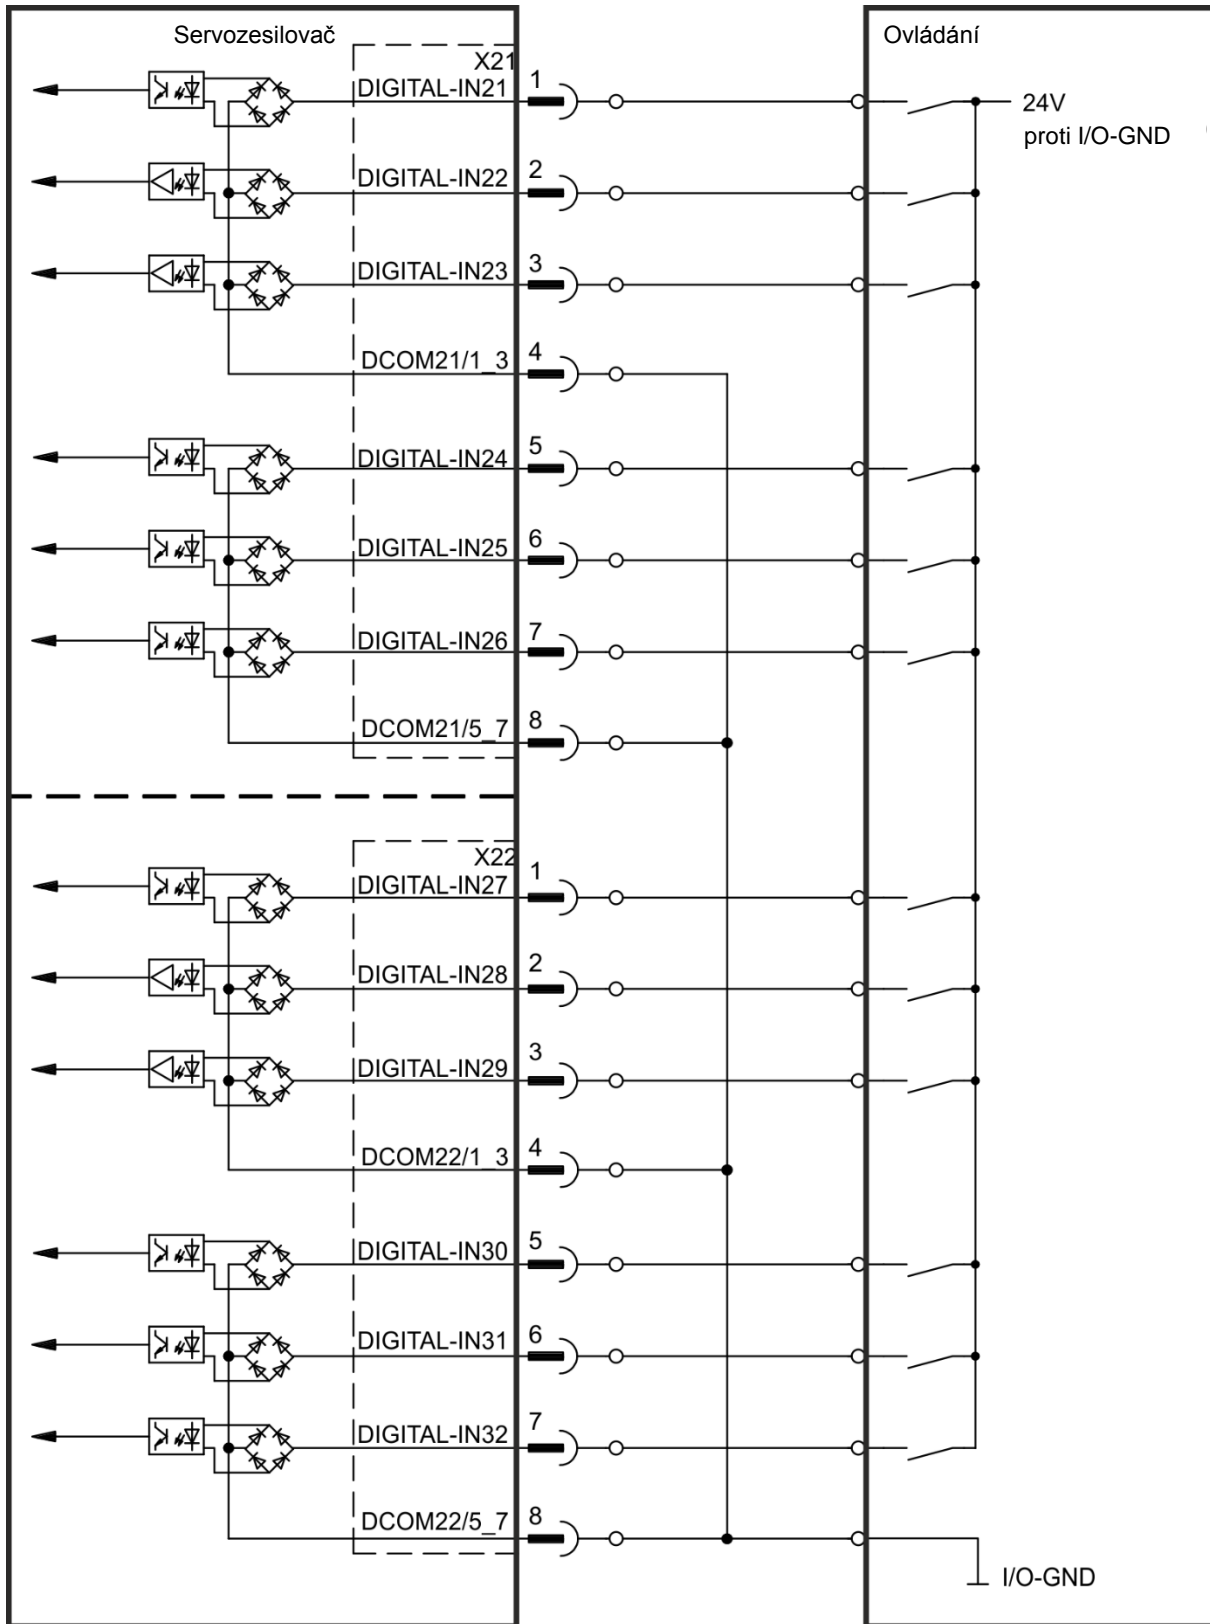 Servozesilovač
Ovládání
X21
DIGITAL-IN21
1
24V
proti I/O-GND
DIGITAL-IN22
2
DIGITAL-IN23
3
DCOM21/1_3
4
DIGITAL-IN24
5
DIGITAL-IN25
6
DIGITAL-IN26
7
DCOM21/5_7
8
X22
DIGITAL-IN27
1
DIGITAL-IN28
2
DIGITAL-IN29
3
DCOM22/1_3
4
DIGITAL-IN30
5
DIGITAL-IN31
6
DIGITAL-IN32
7
DCOM22/5_7
8
I/O-GND